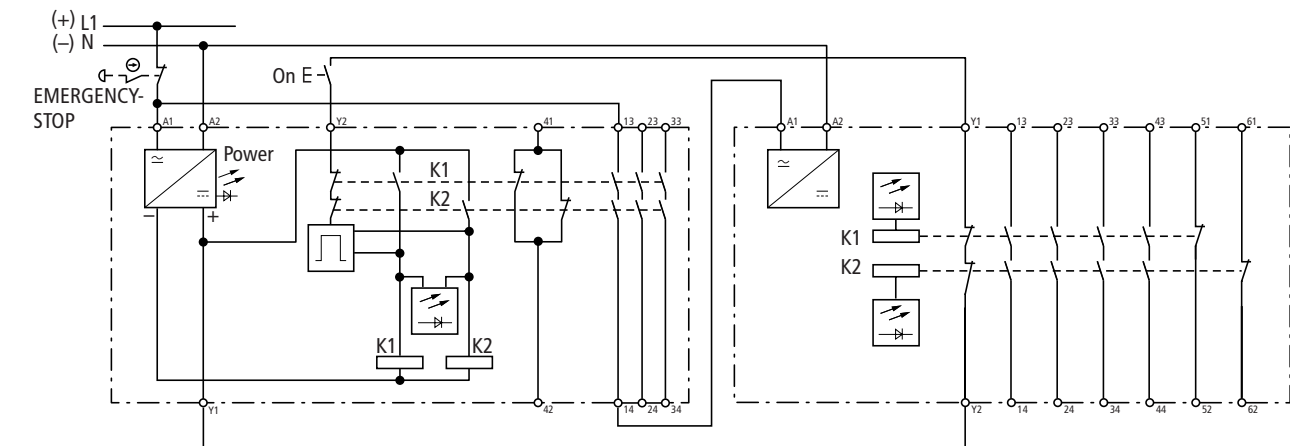 (+) L1
(–) N
On E
EMERGENCY-
STOP
A1 A2 Y2 41 13 23 33
A1 A2 Y1 13 23 33 43 51 61
Power
K1
K2
– +
K1
K2
K1 K2
Y1 42 14 24 34
Y2 14 24 34 44 52 62